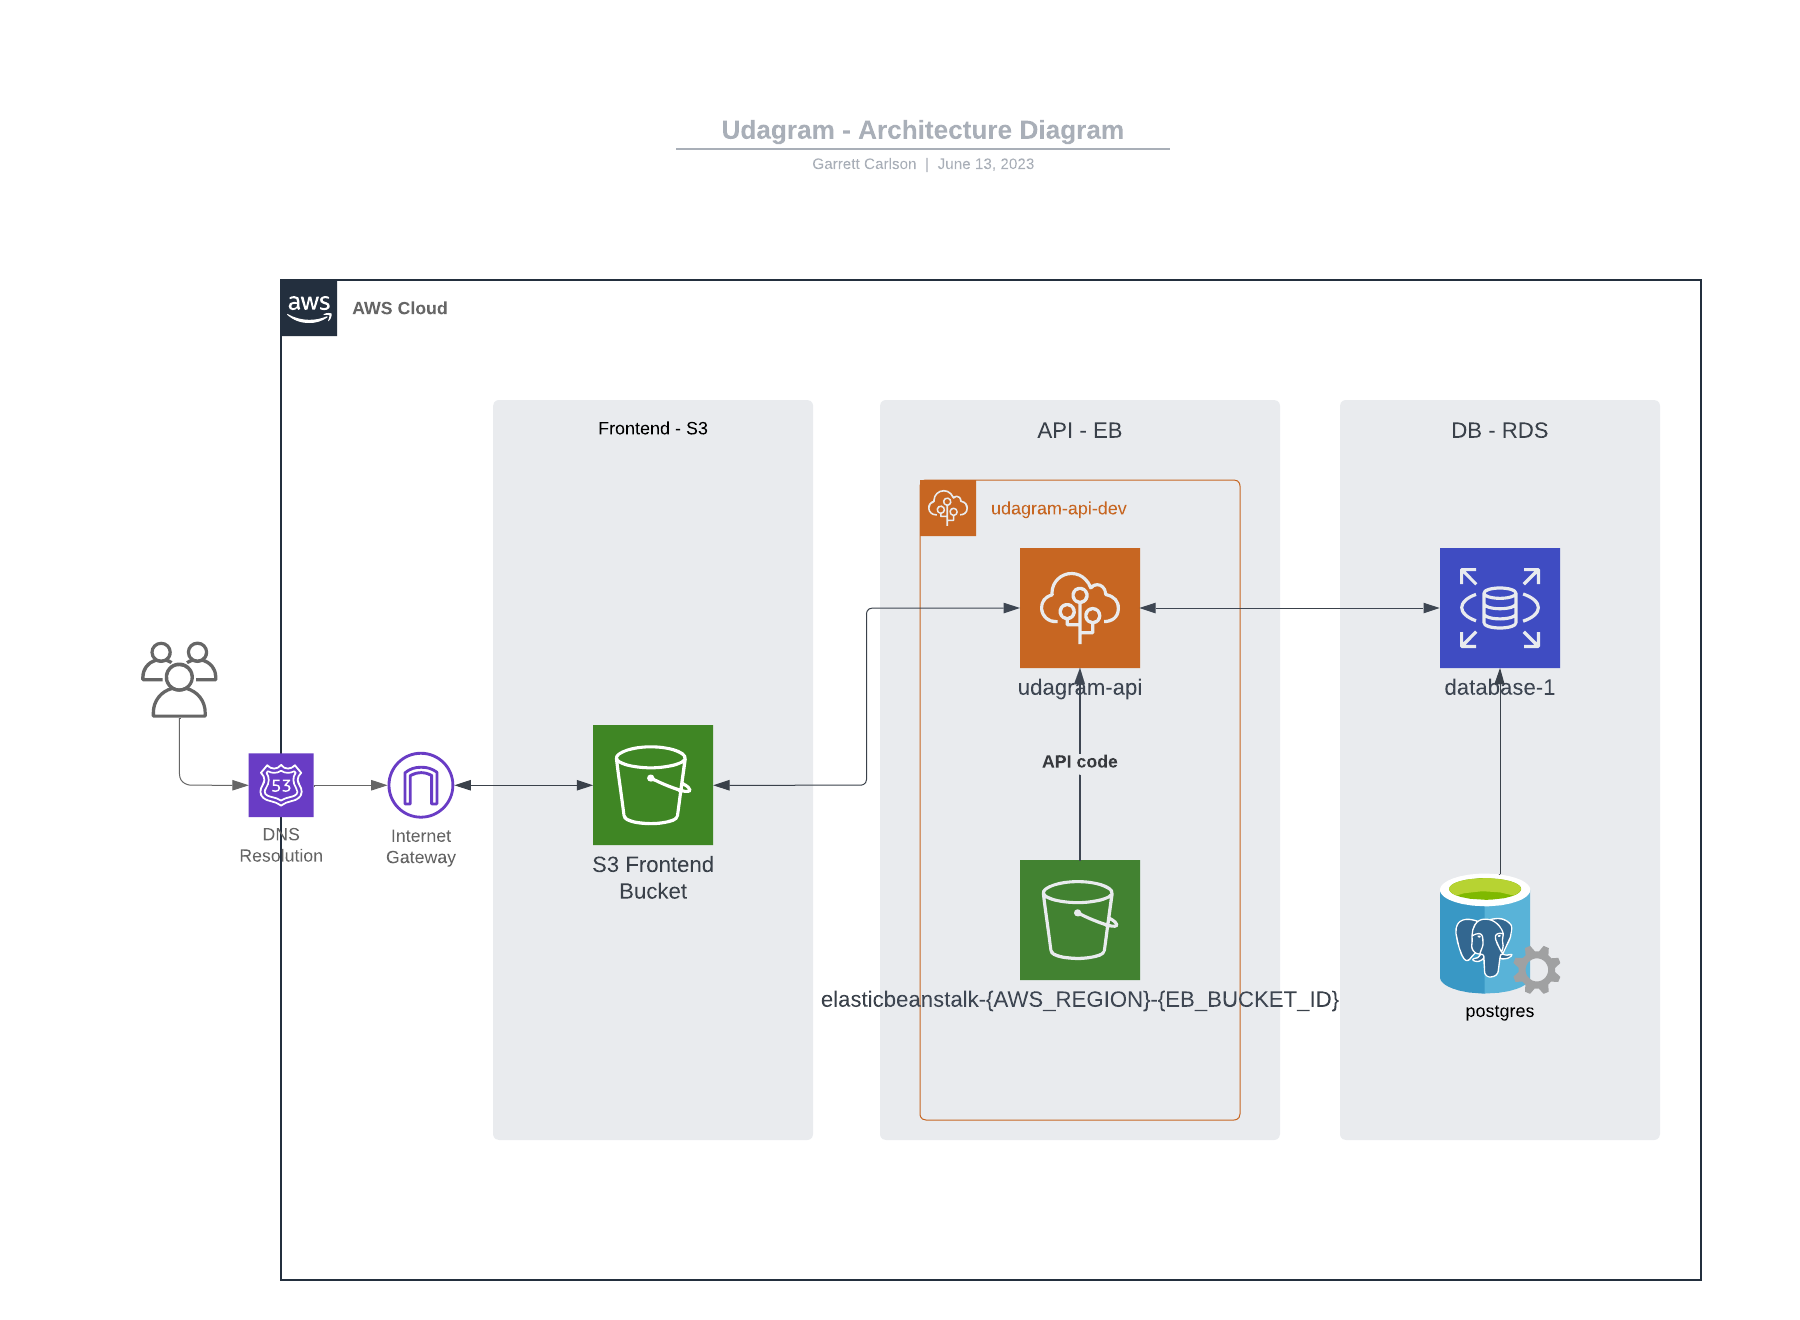 Udagram - Architecture Diagram
Garrett Carlson | June 13, 2023
aws
AWS Cloud
Frontend - S3
API - EB
DB - RDS
udagram-api-dev
udagram-api
database-1
API code
53
DNS
Resolution
Internet
Gateway
S3 Frontend
Bucket
elasticbeanstalk-{AWS_REGION}-{EB_BUCKET_ID}
postgres